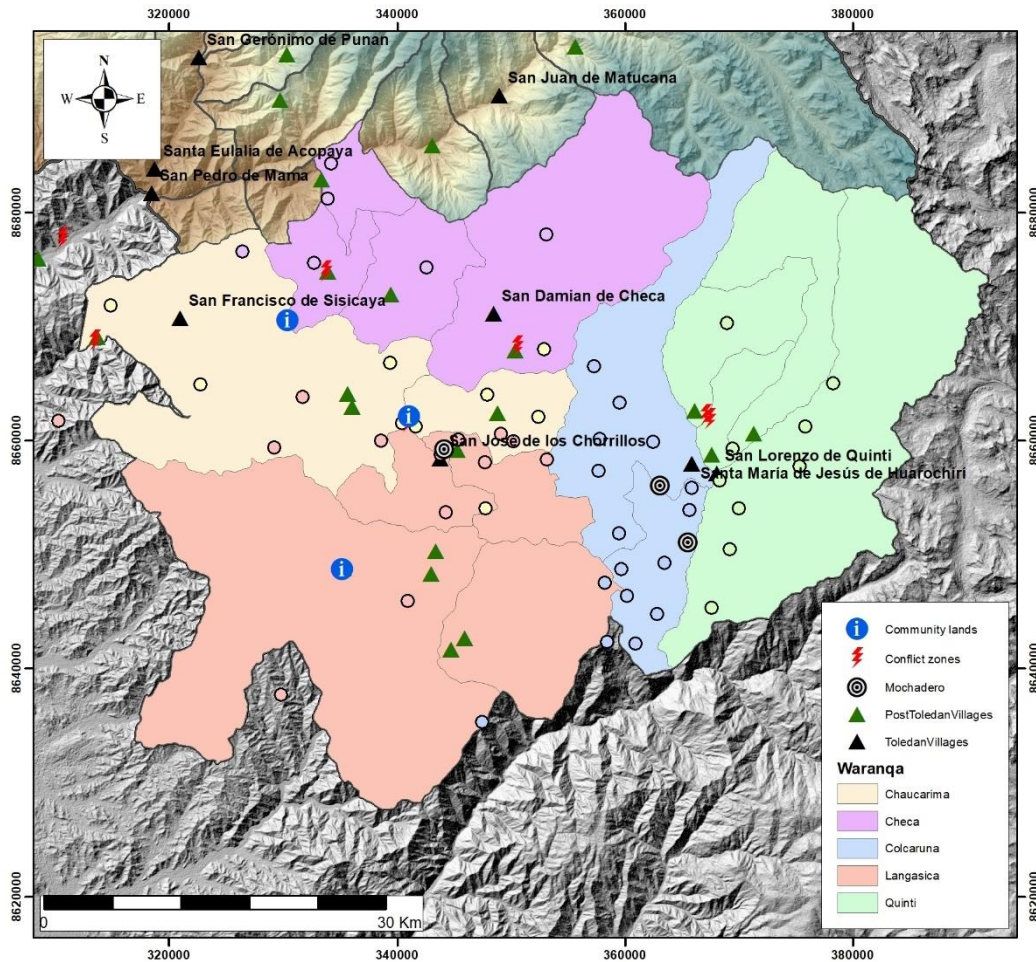 320000 340000 360000 380000
N
W E
S
San Gerónimo de Punan
San Juan de Matucana
Santa Eulalia de Acopaya
San Pedro de Mama
8680000 8680000
San Francisco de Sisicaya
San Damian de Checa
8660000 8660000
San José de los Chorrillos
San Lorenzo de Quinti
Santa María de Jesús de Huarochirí
8640000 8640000
8620000 8620000
i Community lands
Conflict zones
Mochadero
PostToledanVillages
ToledanVillages
Waranqa
Chaucarima
Checa
Colcaruna
Langasica
Quinti
0 30 Km
320000 340000 360000 380000